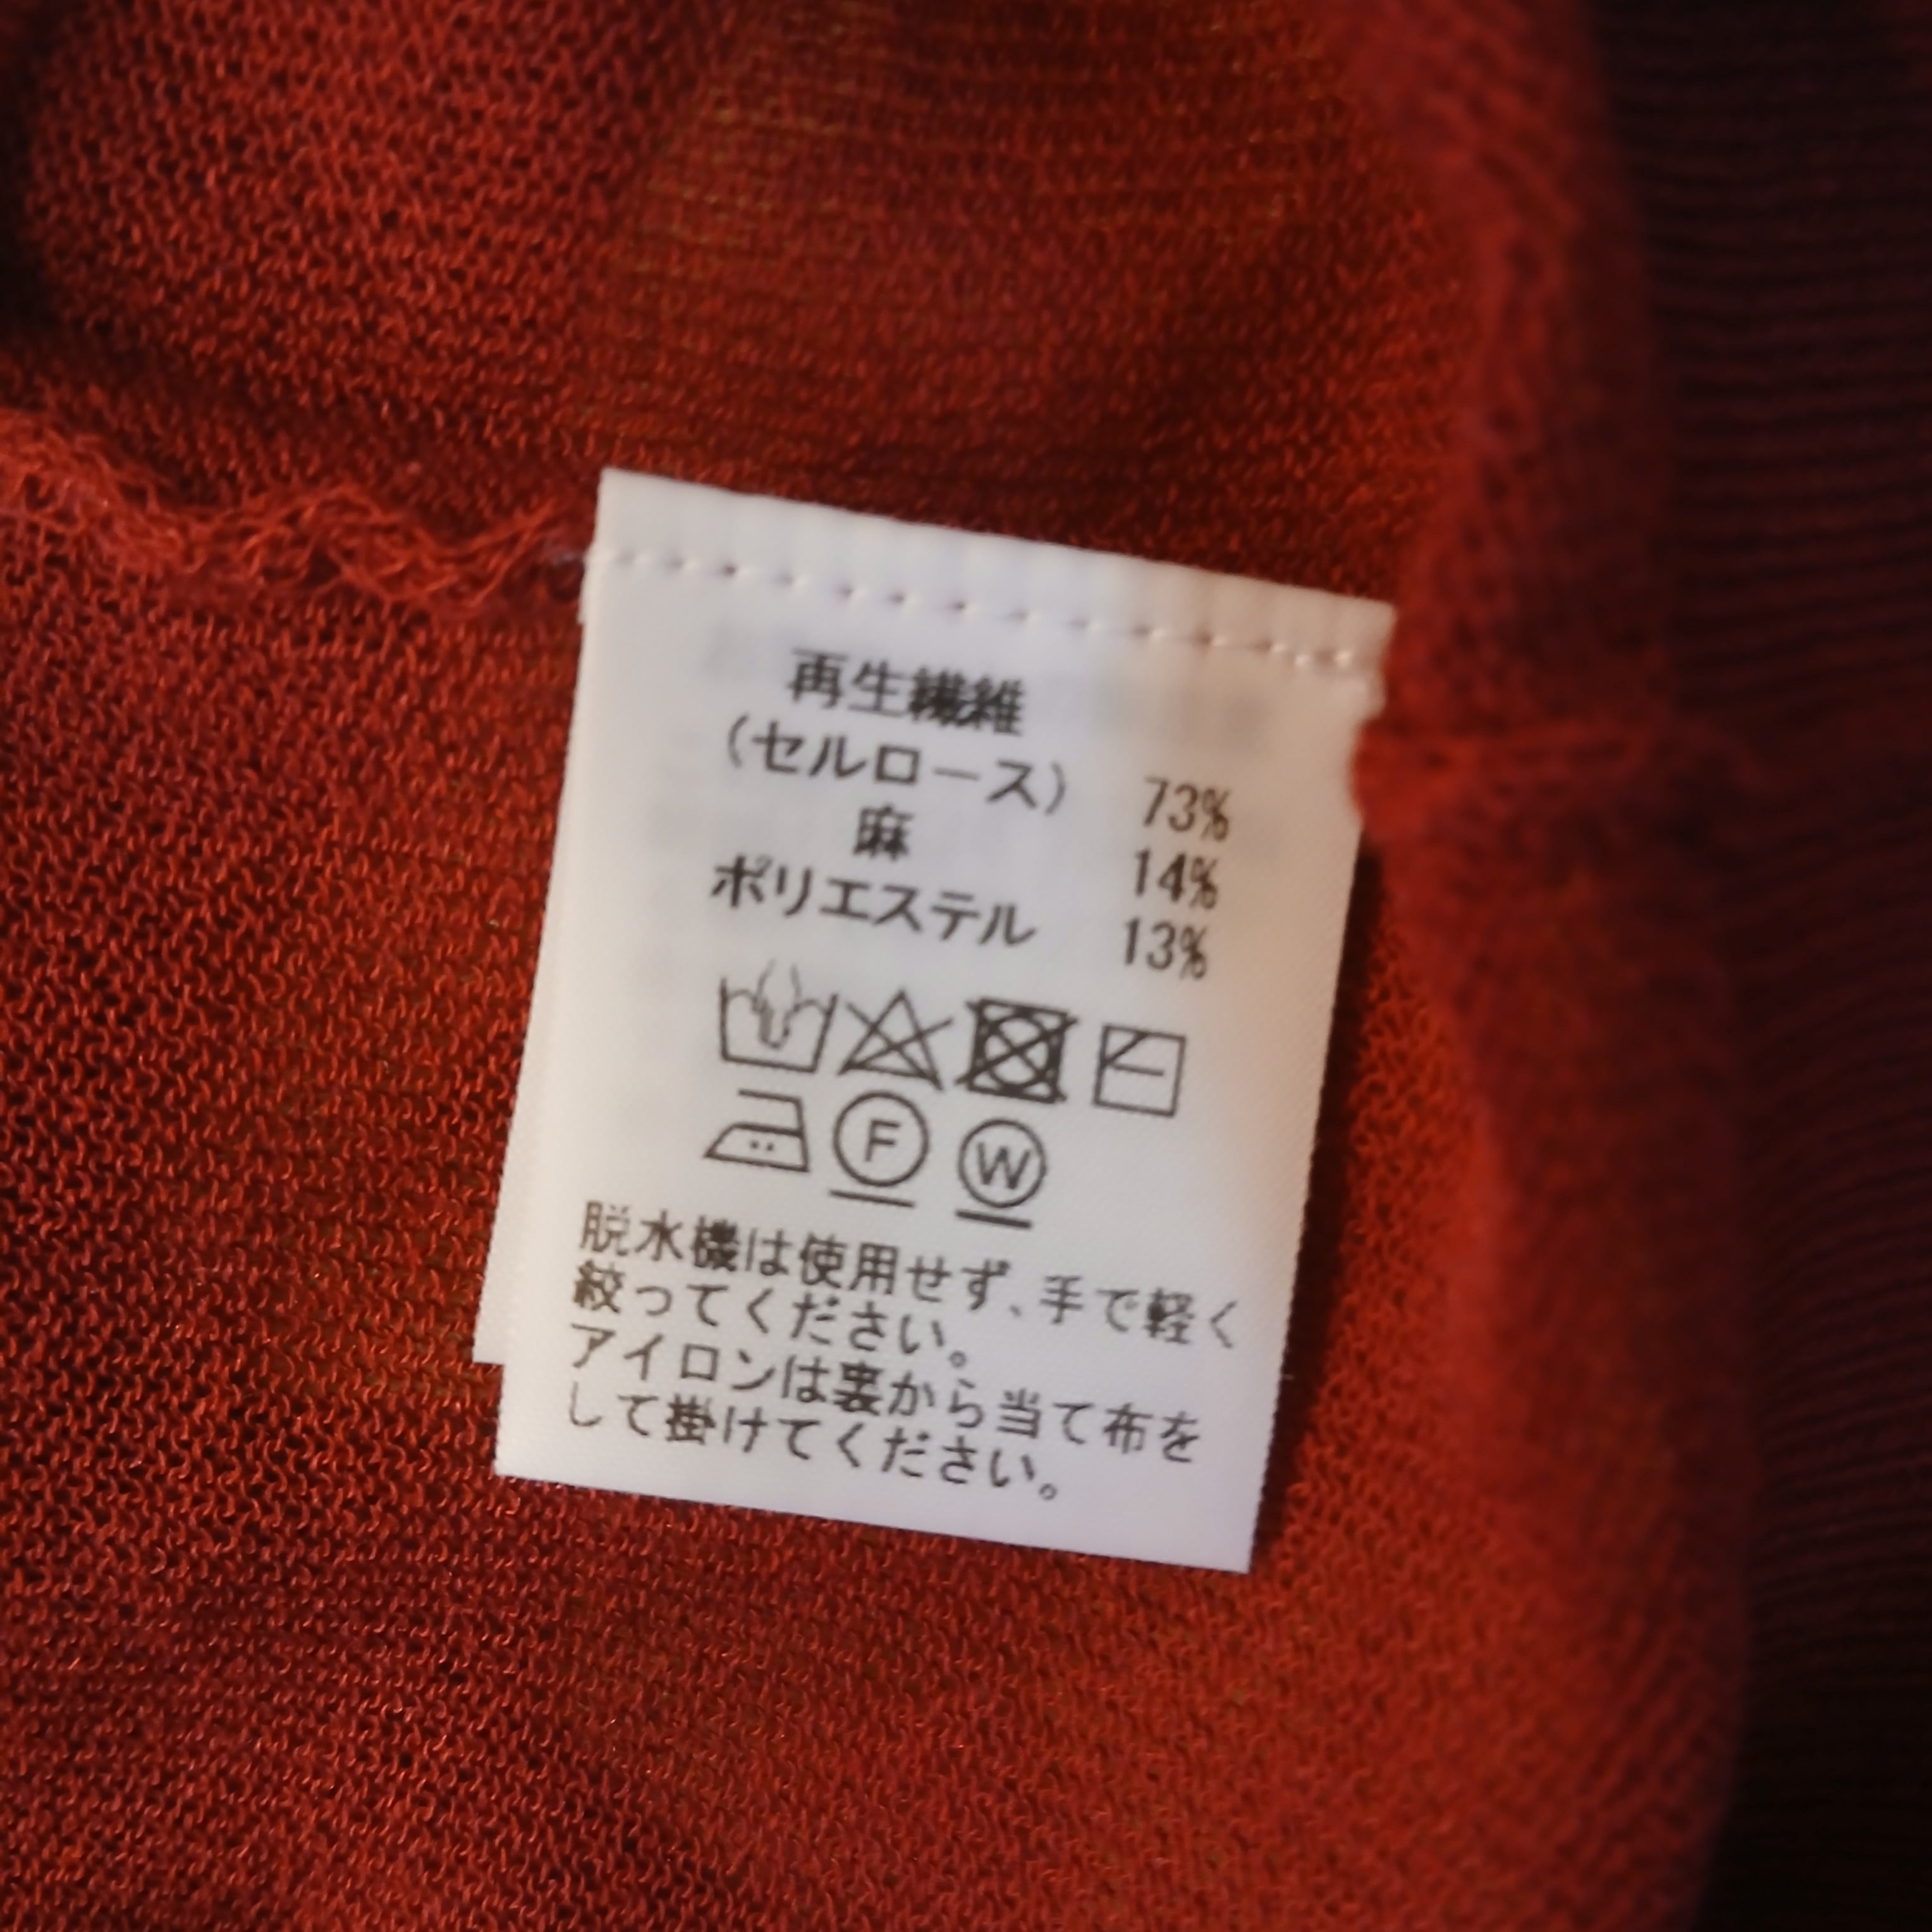 再生繊維
(セルロース) 73%
麻 14%
ポリエステル 13%
F W
脱水機は使用せず、手で軽く
絞ってください。
アイロンは裏から当て布を
して掛けてください。